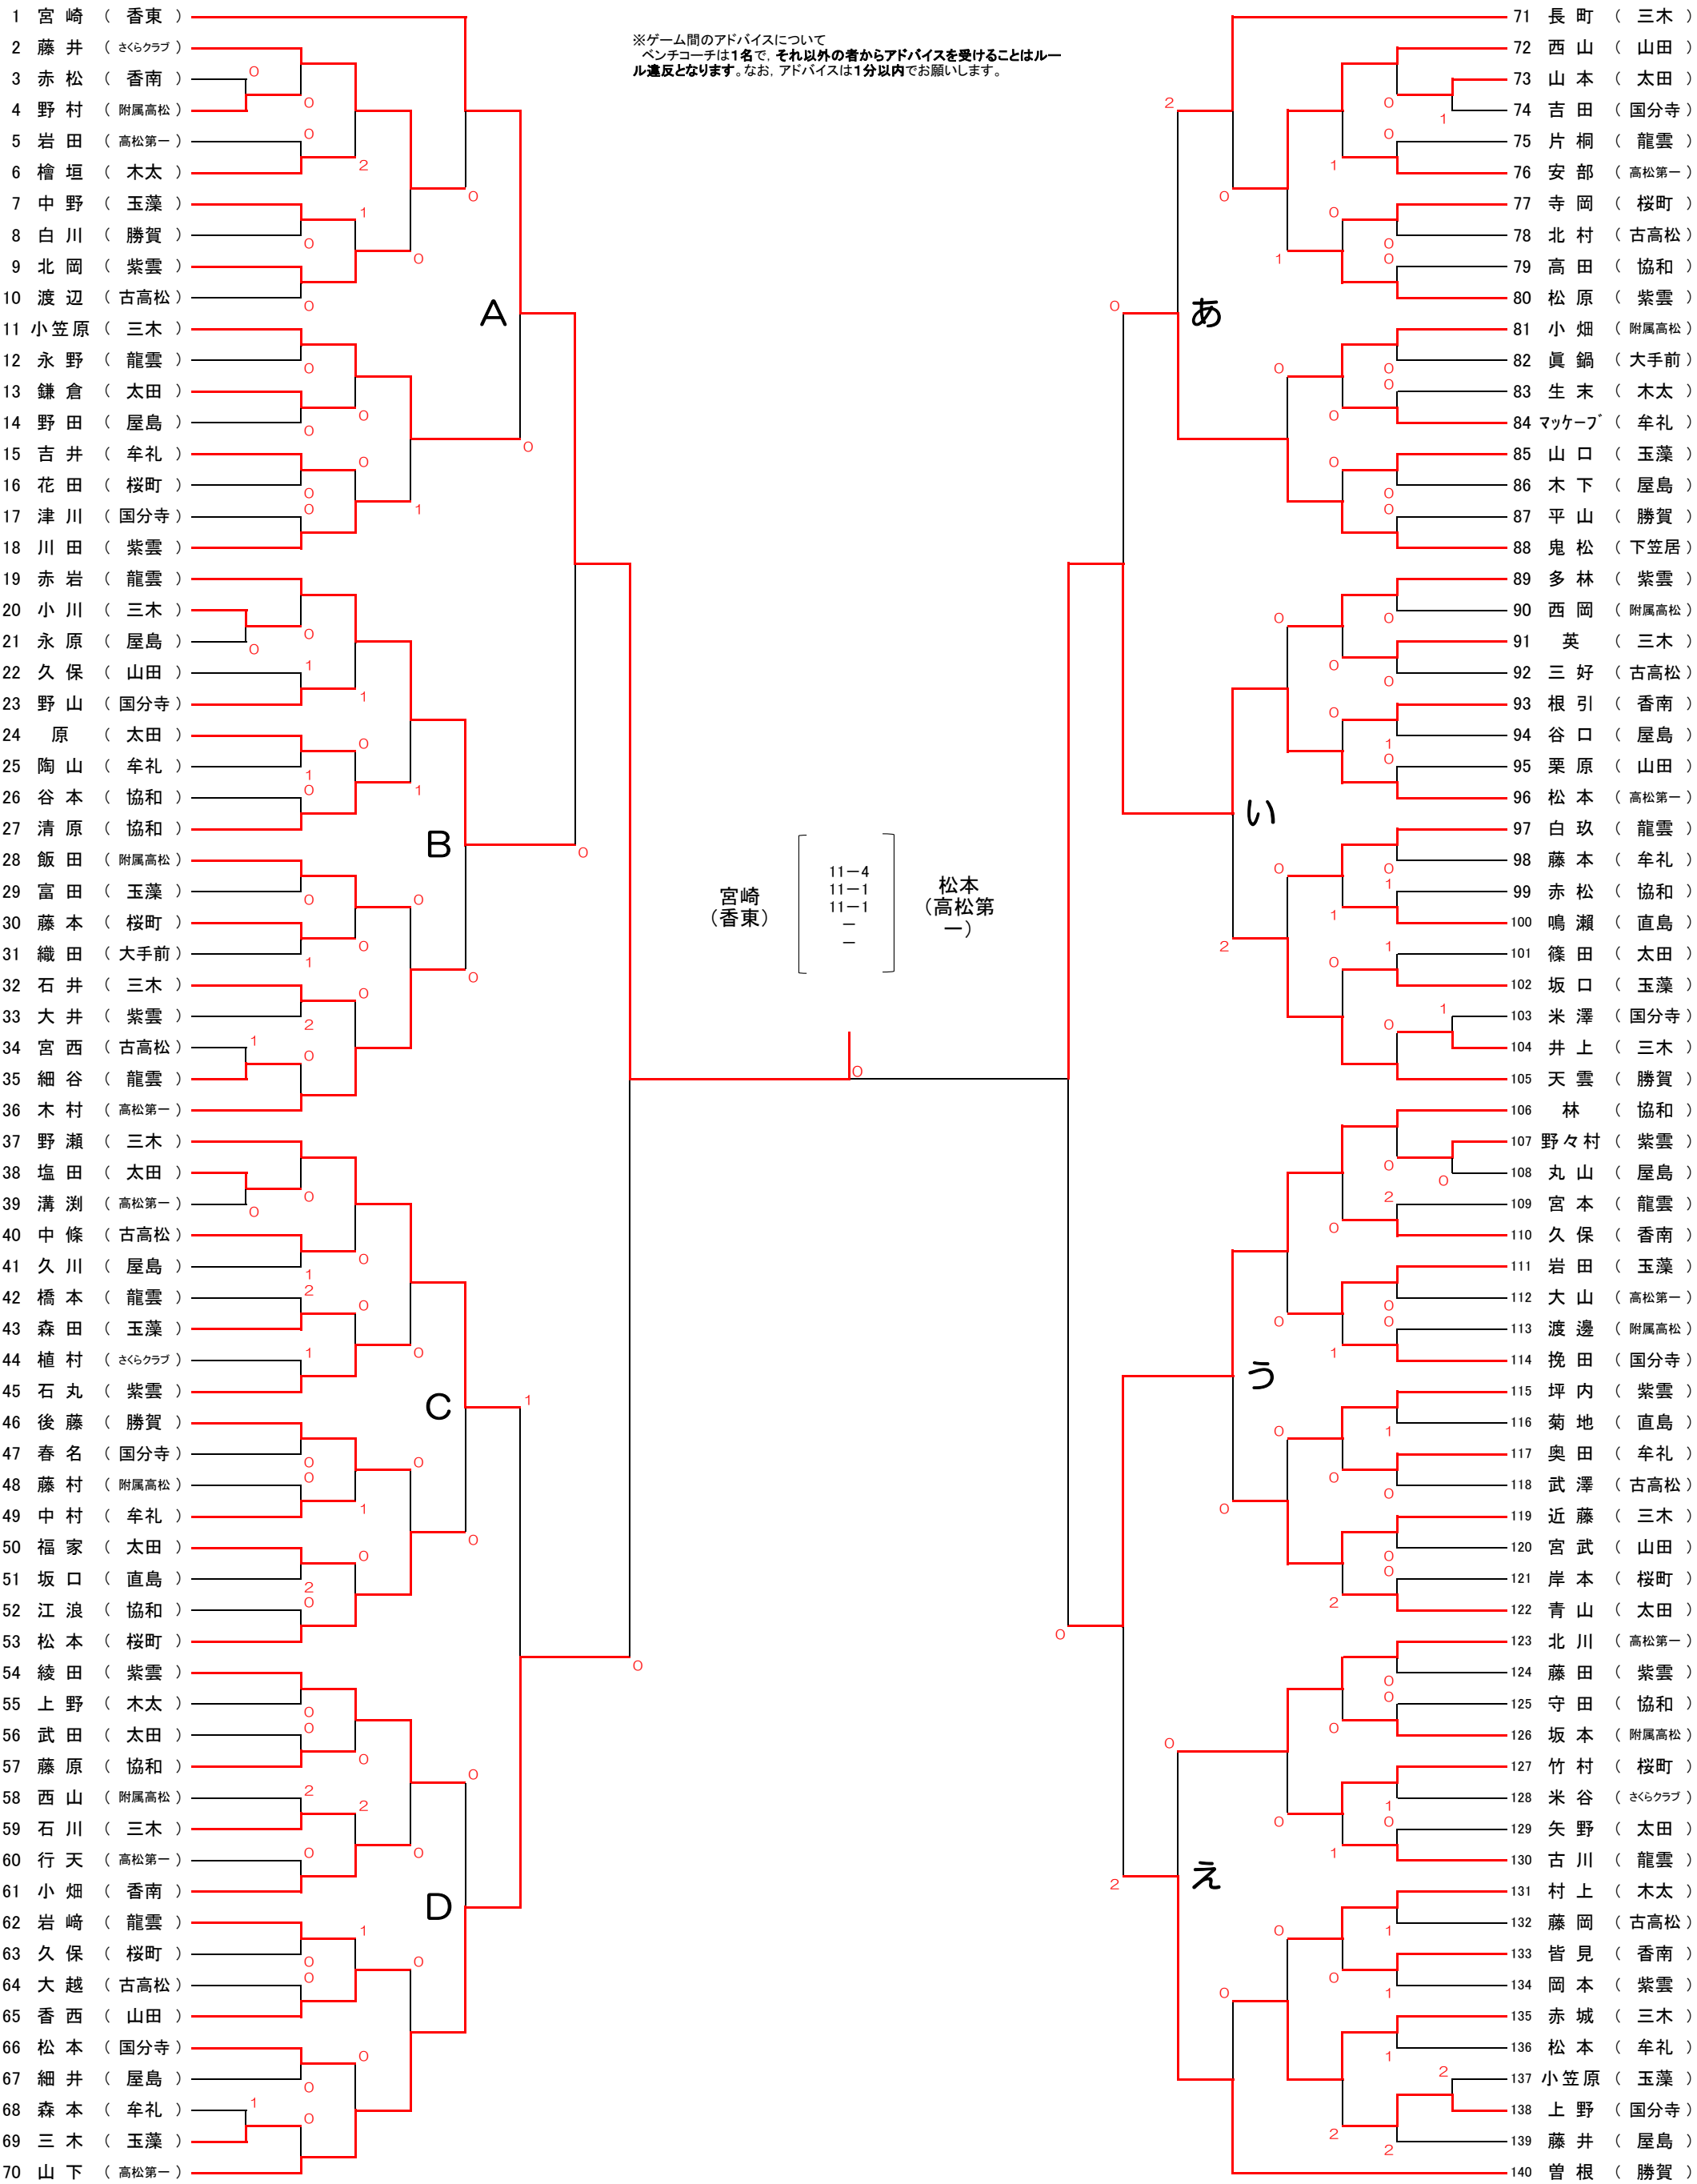 ※ゲーム間のアドバイスについて
ベンチコーチは1名で，それ以外の者からアドバイスを受けることはルー
ル違反となります。なお，アドバイスは1分以内でお願いします。
1 宮崎 （ 香東 ）
2 藤井 （ さくらクラブ ）
3 赤松 （ 香南 ）
4 野村 （ 附属高松 ）
5 岩田 （ 高松第一 ）
6 檜垣 （ 木太 ）
7 中野 （ 玉藻 ）
8 白川 （ 勝賀 ）
9 北岡 （ 紫雲 ）
10 渡辺 （ 古高松 ）
11 小笠原 （ 三木 ）
12 永野 （ 龍雲 ）
13 鎌倉 （ 太田 ）
14 野田 （ 屋島 ）
15 吉井 （ 牟礼 ）
16 花田 （ 桜町 ）
17 津川 （ 国分寺 ）
18 川田 （ 紫雲 ）
19 赤岩 （ 龍雲 ）
20 小川 （ 三木 ）
21 永原 （ 屋島 ）
22 久保 （ 山田 ）
23 野山 （ 国分寺 ）
24 原 （ 太田 ）
25 陶山 （ 牟礼 ）
26 谷本 （ 協和 ）
27 清原 （ 協和 ）
28 飯田 （ 附属高松 ）
29 富田 （ 玉藻 ）
30 藤本 （ 桜町 ）
31 織田 （ 大手前 ）
32 石井 （ 三木 ）
33 大井 （ 紫雲 ）
34 宮西 （ 古高松 ）
35 細谷 （ 龍雲 ）
36 木村 （ 高松第一 ）
37 野瀬 （ 三木 ）
38 塩田 （ 太田 ）
39 溝渕 （ 高松第一 ）
40 中條 （ 古高松 ）
41 久川 （ 屋島 ）
42 橋本 （ 龍雲 ）
43 森田 （ 玉藻 ）
44 植村 （ さくらクラブ ）
45 石丸 （ 紫雲 ）
46 後藤 （ 勝賀 ）
47 春名 （ 国分寺 ）
48 藤村 （ 附属高松 ）
49 中村 （ 牟礼 ）
50 福家 （ 太田 ）
51 坂口 （ 直島 ）
52 江浪 （ 協和 ）
53 松本 （ 桜町 ）
54 綾田 （ 紫雲 ）
55 上野 （ 木太 ）
56 武田 （ 太田 ）
57 藤原 （ 協和 ）
58 西山 （ 附属高松 ）
59 石川 （ 三木 ）
60 行天 （ 高松第一 ）
61 小畑 （ 香南 ）
62 岩﨑 （ 龍雲 ）
63 久保 （ 桜町 ）
64 大越 （ 古高松 ）
65 香西 （ 山田 ）
66 松本 （ 国分寺 ）
67 細井 （ 屋島 ）
68 森本 （ 牟礼 ）
69 三木 （ 玉藻 ）
70 山下 （ 高松第一 ）
A
B
C
D
宮崎
（香東）
11－4
11－1
11－1
－
－
松本
（高松第
一）
0
あ
い
う
え
71 長町 （ 三木 ）
72 西山 （ 山田 ）
73 山本 （ 太田 ）
74 吉田 （ 国分寺 ）
75 片桐 （ 龍雲 ）
76 安部 （ 高松第一 ）
77 寺岡 （ 桜町 ）
78 北村 （ 古高松 ）
79 高田 （ 協和 ）
80 松原 （ 紫雲 ）
81 小畑 （ 附属高松 ）
82 眞鍋 （ 大手前 ）
83 生末 （ 木太 ）
84 マッケーブ （ 牟礼 ）
85 山口 （ 玉藻 ）
86 木下 （ 屋島 ）
87 平山 （ 勝賀 ）
88 鬼松 （ 下笠居 ）
89 多林 （ 紫雲 ）
90 西岡 （ 附属高松 ）
91 英 （ 三木 ）
92 三好 （ 古高松 ）
93 根引 （ 香南 ）
94 谷口 （ 屋島 ）
95 栗原 （ 山田 ）
96 松本 （ 高松第一 ）
97 白玖 （ 龍雲 ）
98 藤本 （ 牟礼 ）
99 赤松 （ 協和 ）
100 鳴瀬 （ 直島 ）
101 篠田 （ 太田 ）
102 坂口 （ 玉藻 ）
103 米澤 （ 国分寺 ）
104 井上 （ 三木 ）
105 天雲 （ 勝賀 ）
106 林 （ 協和 ）
107 野々村 （ 紫雲 ）
108 丸山 （ 屋島 ）
109 宮本 （ 龍雲 ）
110 久保 （ 香南 ）
111 岩田 （ 玉藻 ）
112 大山 （ 高松第一 ）
113 渡邊 （ 附属高松 ）
114 挽田 （ 国分寺 ）
115 坪内 （ 紫雲 ）
116 菊地 （ 直島 ）
117 奥田 （ 牟礼 ）
118 武澤 （ 古高松 ）
119 近藤 （ 三木 ）
120 宮武 （ 山田 ）
121 岸本 （ 桜町 ）
122 青山 （ 太田 ）
123 北川 （ 高松第一 ）
124 藤田 （ 紫雲 ）
125 守田 （ 協和 ）
126 坂本 （ 附属高松 ）
127 竹村 （ 桜町 ）
128 米谷 （ さくらクラブ ）
129 矢野 （ 太田 ）
130 古川 （ 龍雲 ）
131 村上 （ 木太 ）
132 藤岡 （ 古高松 ）
133 皆見 （ 香南 ）
134 岡本 （ 紫雲 ）
135 赤城 （ 三木 ）
136 松本 （ 牟礼 ）
137 小笠原 （ 玉藻 ）
138 上野 （ 国分寺 ）
139 藤井 （ 屋島 ）
140 曽根 （ 勝賀 ）